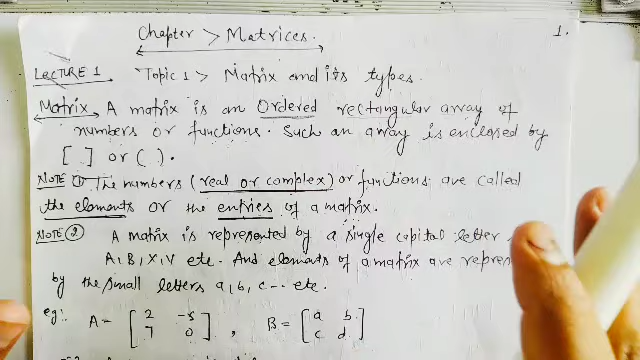 Chapter > Matrices.
1.
LECTURE 1. Topic 1 > Matrix and its types.
Matrix > A matrix is an Ordered rectangular array of
numbers or functions. Such an array is enclosed by
[ ] or ( ).
NOTE ① The numbers (real or complex) or functions are called
the elements or the entries of a matrix.
NOTE ② A matrix is represented by a single capital letter
A, B, X, Y etc. And elements of a matrix are repres
by the small letters a, b, c... etc.
eg:- A = [ 2 -5 ] , B = [ a b ]
[ 7 0 ] [ c d ]